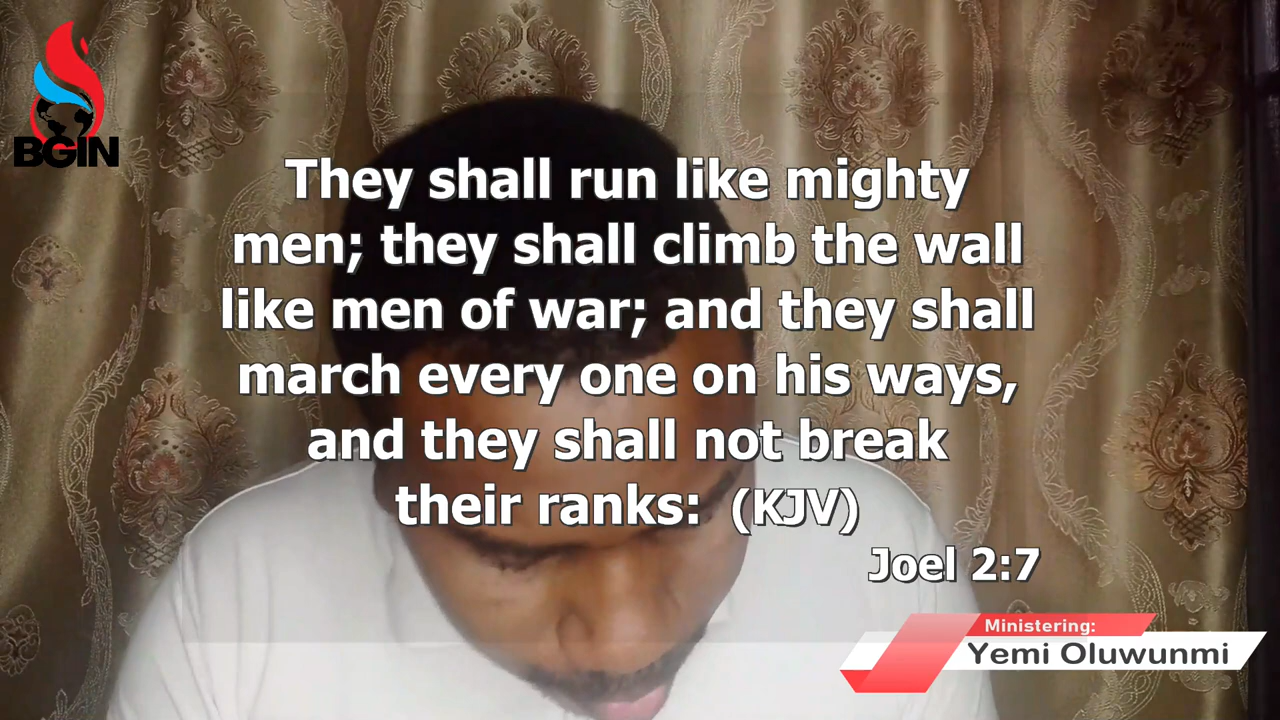 BGIN
They shall run like mighty
men; they shall climb the wall
like men of war; and they shall
march every one on his ways,
and they shall not break
their ranks: (KJV)
Joel 2:7
Ministering:
Yemi Oluwunmi